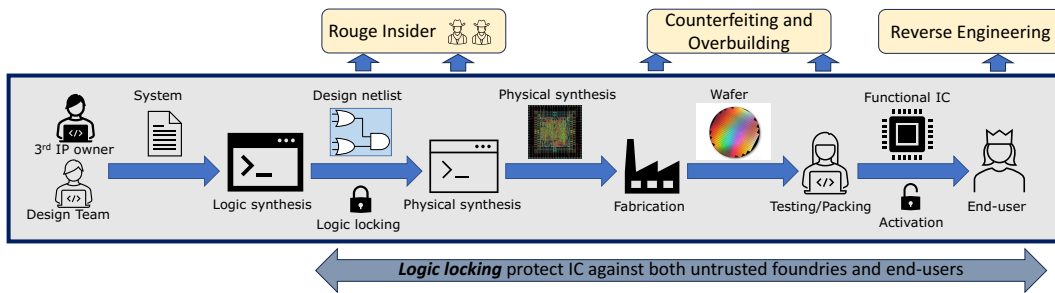 Rouge Insider
Counterfeiting and
Overbuilding
Reverse Engineering
System
Design netlist
Physical synthesis
Wafer
Functional IC
3rd IP owner
Design Team
Logic synthesis
Logic locking
Physical synthesis
Fabrication
Testing/Packing
Activation
End-user
Logic locking protect IC against both untrusted foundries and end-users